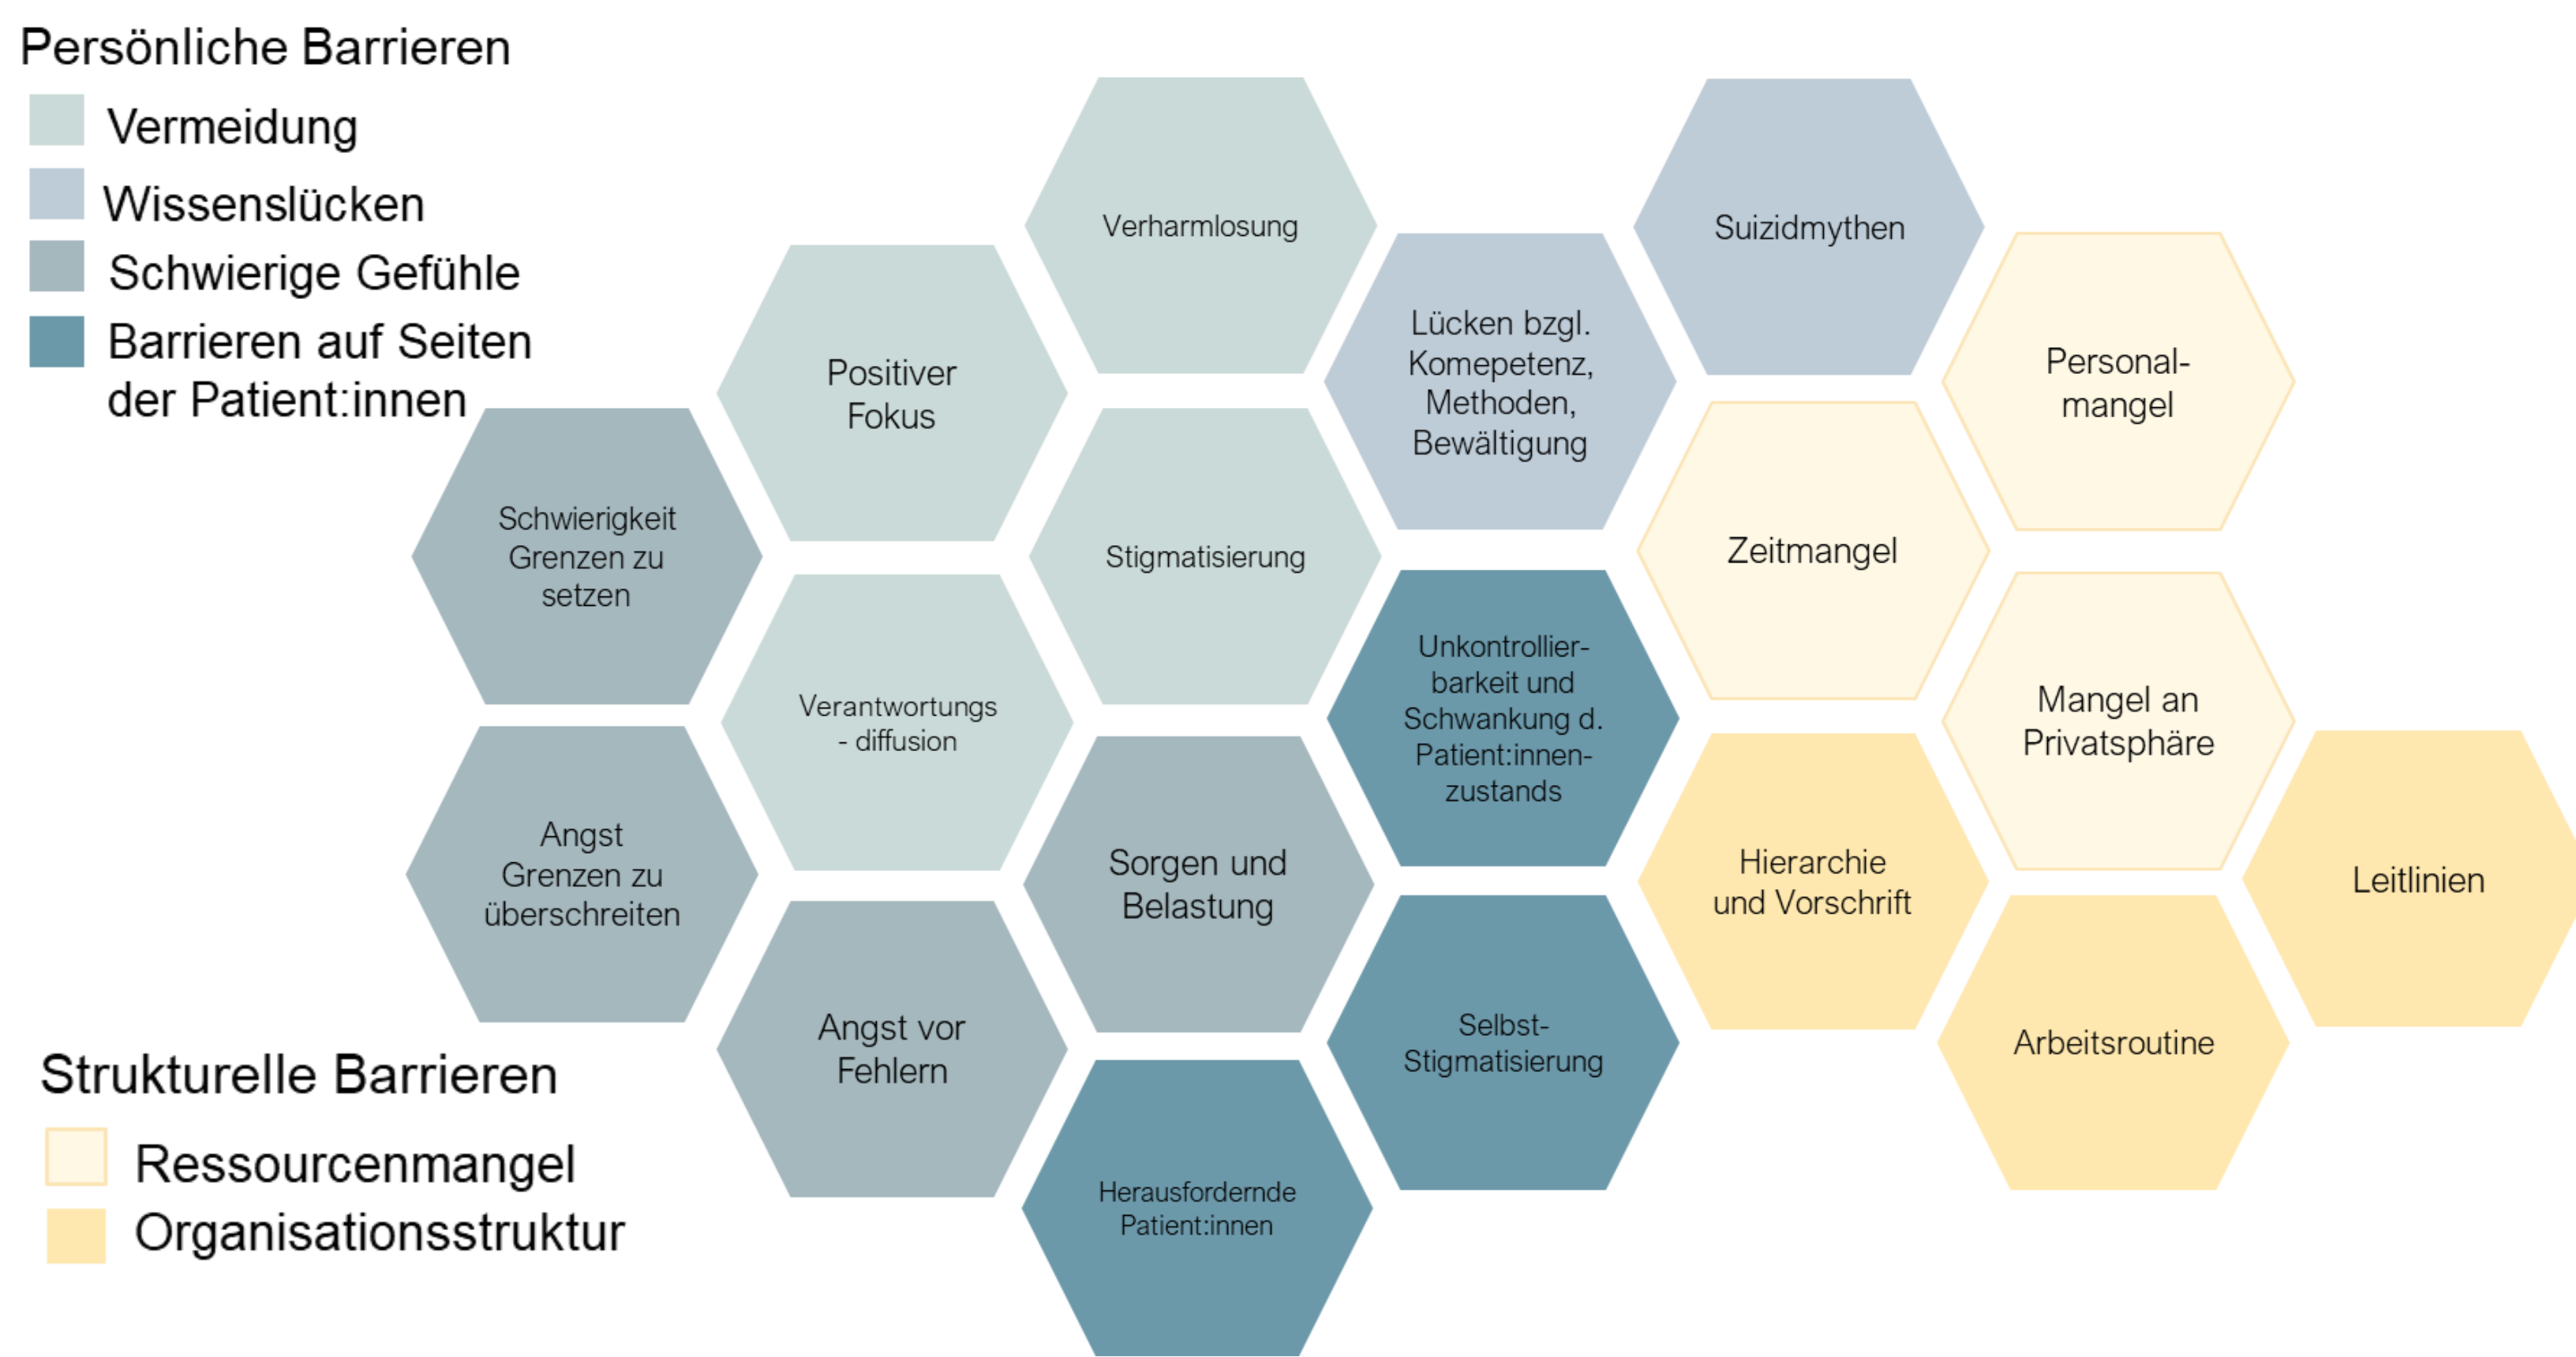 Persönliche Barrieren
Vermeidung
Wissenslücken
Schwierige Gefühle
Barrieren auf Seiten
der Patient:innen
Verharmlosung
Suizidmythen
Positiver
Fokus
Lücken bzgl.
Komepetenz,
Methoden,
Bewältigung
Personal-
mangel
Schwierigkeit
Grenzen zu
setzen
Stigmatisierung
Zeitmangel
Verantwortungs
- diffusion
Unkontrollier-
barkeit und
Schwankung d.
Patient:innen-
zustands
Mangel an
Privatsphäre
Angst
Grenzen zu
überschreiten
Sorgen und
Belastung
Hierarchie
und Vorschrift
Leitlinien
Angst vor
Fehlern
Selbst-
Stigmatisierung
Arbeitsroutine
Herausfordernde
Patient:innen
Strukturelle Barrieren
Ressourcenmangel
Organisationsstruktur